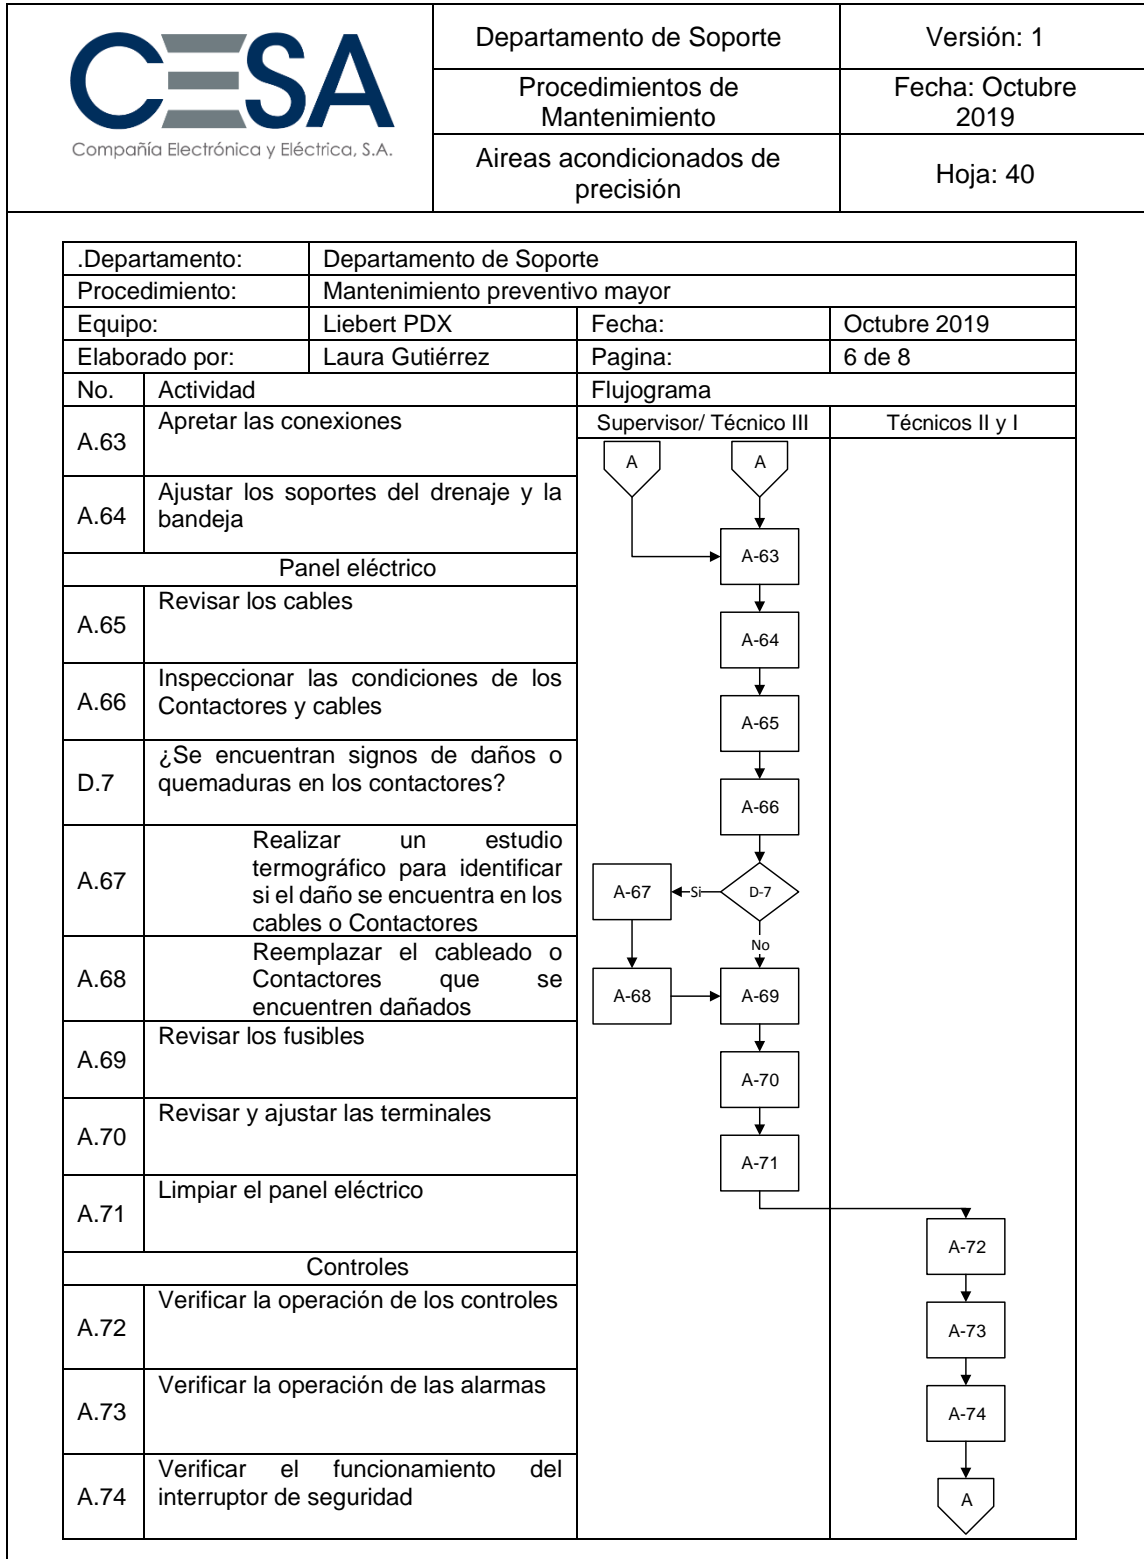 CESA
Compañía Electrónica y Eléctrica, S.A.
Departamento de Soporte
Versión: 1
Procedimientos de
Mantenimiento
Fecha: Octubre
2019
Aireas acondicionados de
precisión
Hoja: 40
.Departamento:
Departamento de Soporte
Procedimiento:
Mantenimiento preventivo mayor
Equipo:
Liebert PDX
Fecha:
Octubre 2019
Elaborado por:
Laura Gutiérrez
Pagina:
6 de 8
No.
Actividad
Flujograma
Supervisor/ Técnico III
Técnicos II y I
A.63
Apretar las conexiones
A.64
Ajustar los soportes del drenaje y la
bandeja
Panel eléctrico
A.65
Revisar los cables
A.66
Inspeccionar las condiciones de los
Contactores y cables
D.7
¿Se encuentran signos de daños o
quemaduras en los contactores?
A.67
Realizar un estudio
termográfico para identificar
si el daño se encuentra en los
cables o Contactores
A.68
Reemplazar el cableado o
Contactores que se
encuentren dañados
A.69
Revisar los fusibles
A.70
Revisar y ajustar las terminales
A.71
Limpiar el panel eléctrico
Controles
A.72
Verificar la operación de los controles
A.73
Verificar la operación de las alarmas
A.74
Verificar el funcionamiento del
interruptor de seguridad
A
A
A-63
A-64
A-65
A-66
A-67
Si
D-7
No
A-68
A-69
A-70
A-71
A-72
A-73
A-74
A